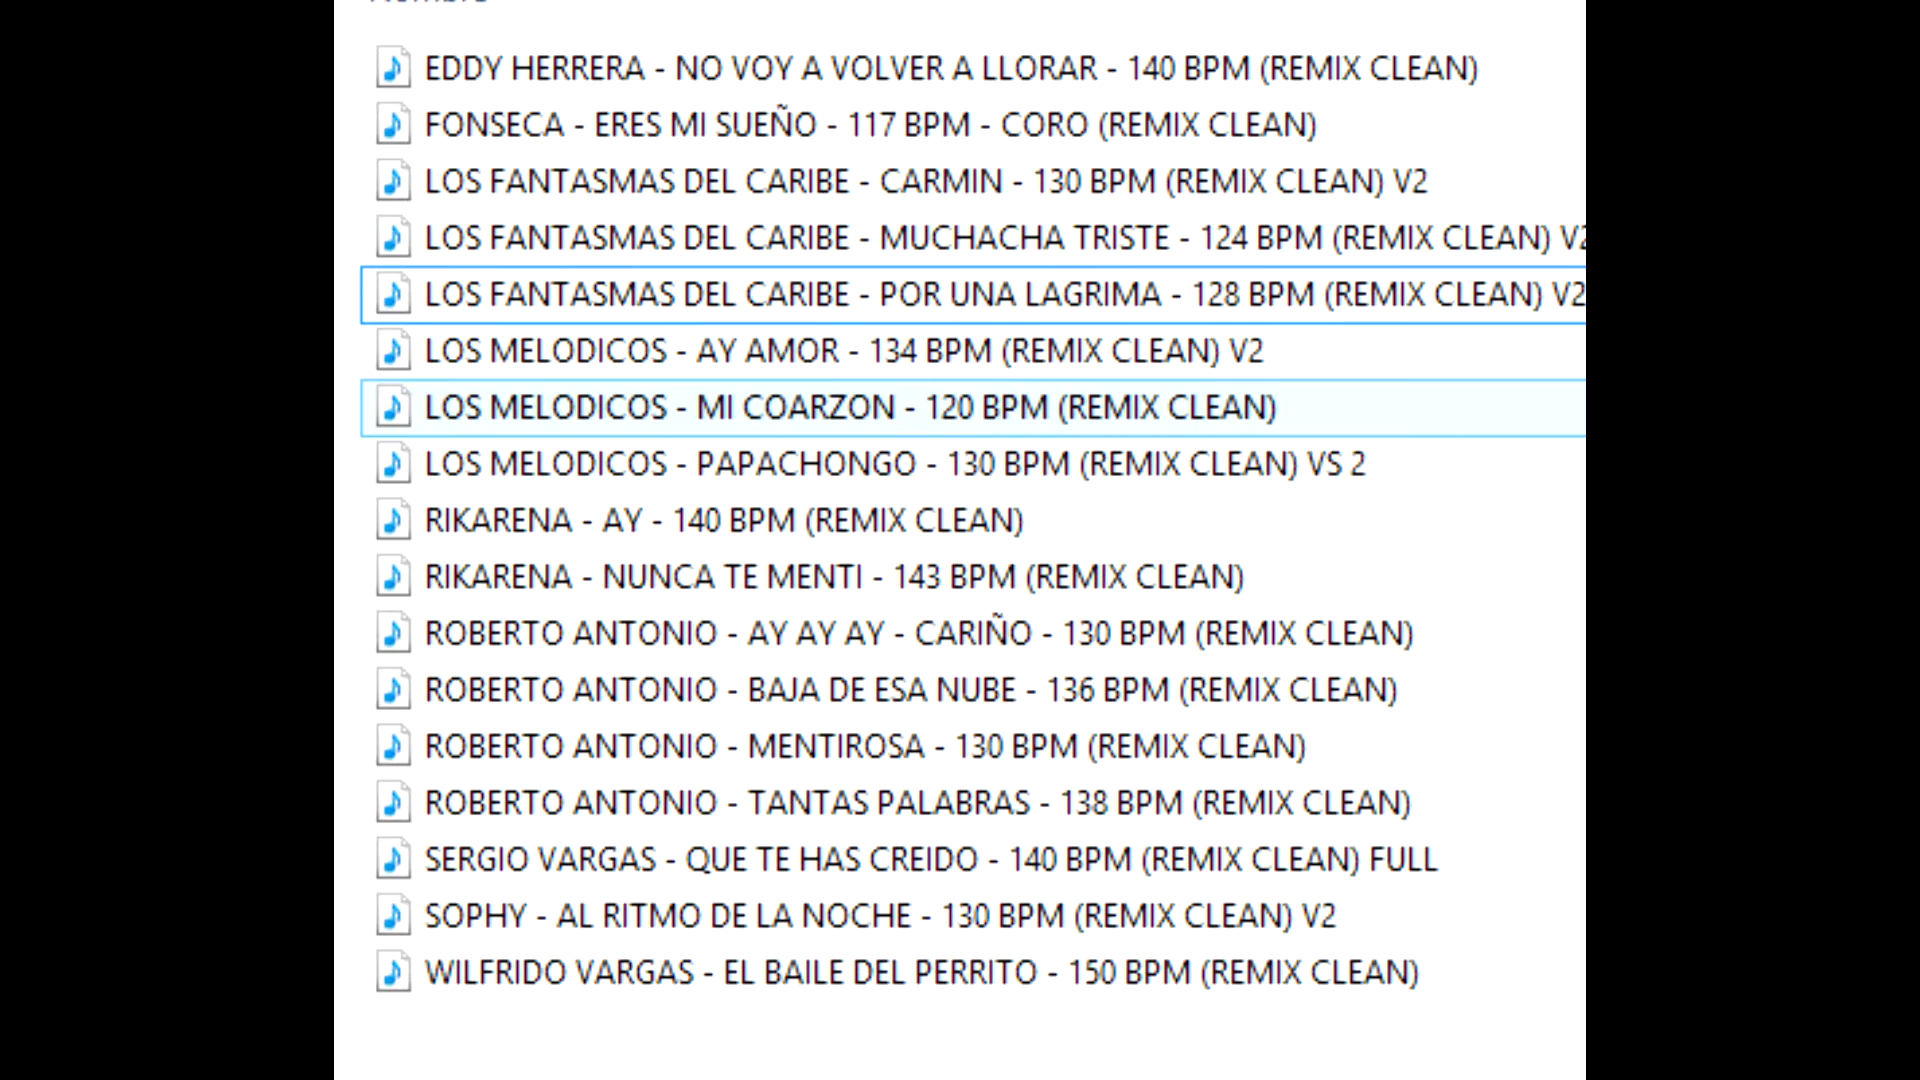 EDDY HERRERA - NO VOY A VOLVER A LLORAR - 140 BPM (REMIX CLEAN)
FONSECA - ERES MI SUEÑO - 117 BPM - CORO (REMIX CLEAN)
LOS FANTASMAS DEL CARIBE - CARMIN - 130 BPM (REMIX CLEAN) V2
LOS FANTASMAS DEL CARIBE - MUCHACHA TRISTE - 124 BPM (REMIX CLEAN) V2
LOS FANTASMAS DEL CARIBE - POR UNA LAGRIMA - 128 BPM (REMIX CLEAN) V2
LOS MELODICOS - AY AMOR - 134 BPM (REMIX CLEAN) V2
LOS MELODICOS - MI COARZON - 120 BPM (REMIX CLEAN)
LOS MELODICOS - PAPACHONGO - 130 BPM (REMIX CLEAN) VS 2
RIKARENA - AY - 140 BPM (REMIX CLEAN)
RIKARENA - NUNCA TE MENTI - 143 BPM (REMIX CLEAN)
ROBERTO ANTONIO - AY AY AY - CARIÑO - 130 BPM (REMIX CLEAN)
ROBERTO ANTONIO - BAJA DE ESA NUBE - 136 BPM (REMIX CLEAN)
ROBERTO ANTONIO - MENTIROSA - 130 BPM (REMIX CLEAN)
ROBERTO ANTONIO - TANTAS PALABRAS - 138 BPM (REMIX CLEAN)
SERGIO VARGAS - QUE TE HAS CREIDO - 140 BPM (REMIX CLEAN) FULL
SOPHY - AL RITMO DE LA NOCHE - 130 BPM (REMIX CLEAN) V2
WILFRIDO VARGAS - EL BAILE DEL PERRITO - 150 BPM (REMIX CLEAN)